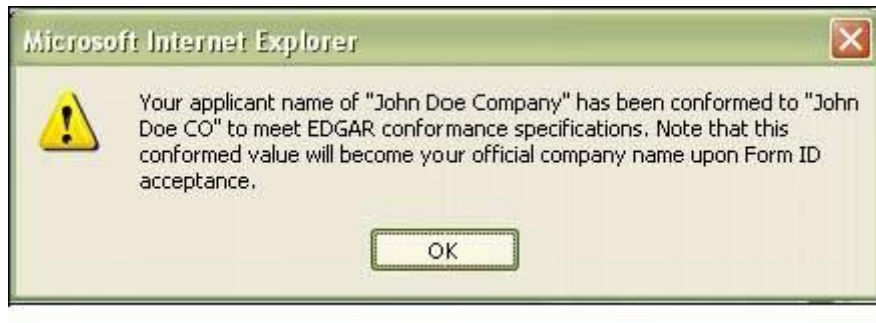 Microsoft Internet Explorer
Your applicant name of "John Doe Company" has been conformed to "John
Doe CO" to meet EDGAR conformance specifications. Note that this
conformed value will become your official company name upon Form ID
acceptance.
OK